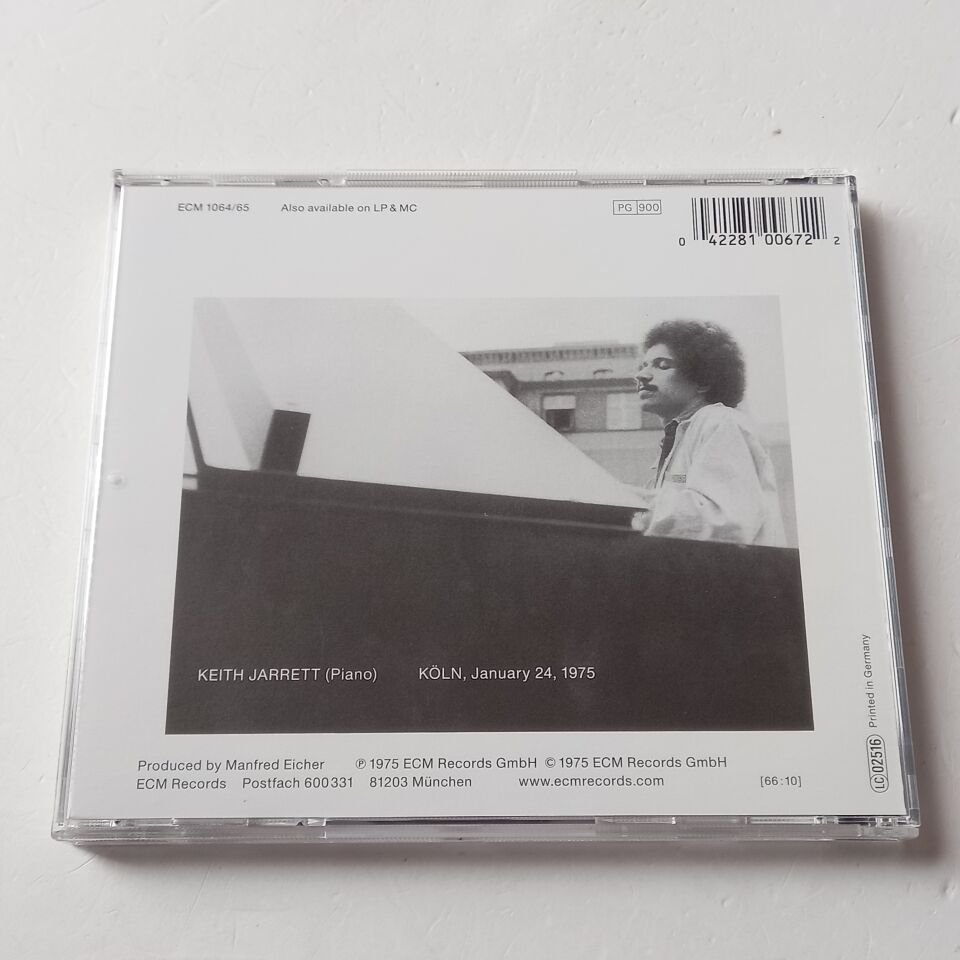 ECM 1064/65 Also available on LP & MC PG 900
0 42281 00672 2
KEITH JARRETT (Piano) KÖLN, January 24, 1975
Printed in Germany
LC 02516
Produced by Manfred Eicher ℗ 1975 ECM Records GmbH © 1975 ECM Records GmbH
ECM Records Postfach 600331 81203 München www.ecmrecords.com [66:10]